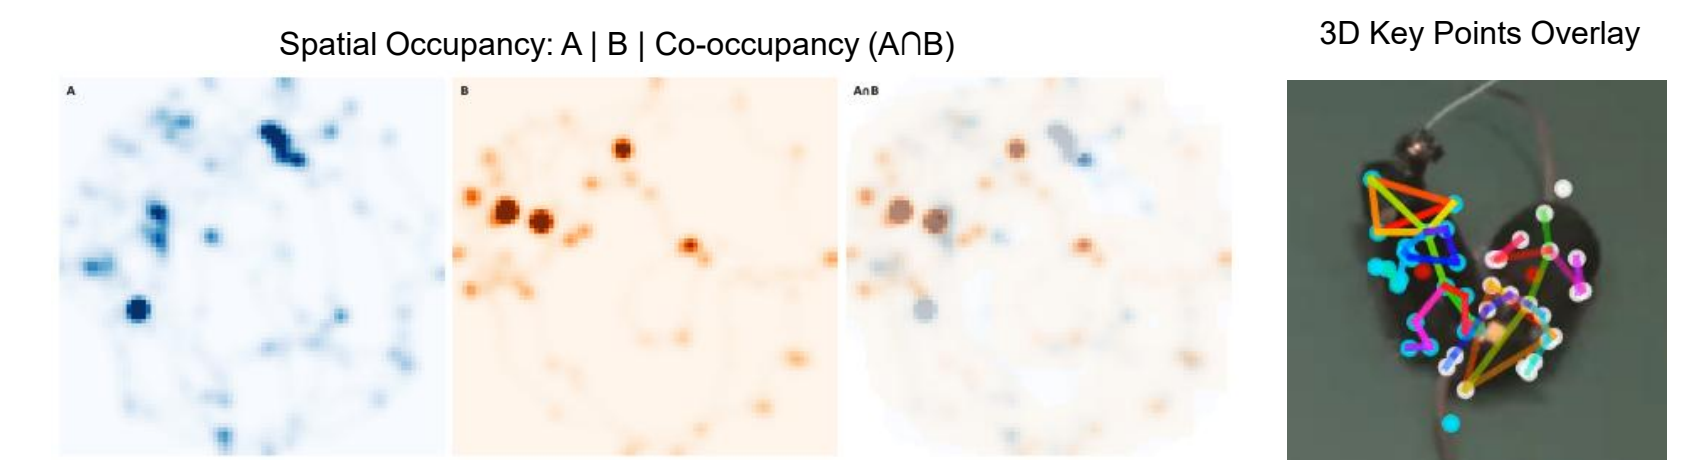 Spatial Occupancy: A | B | Co-occupancy (A∩B)
3D Key Points Overlay
A
B
A∩B